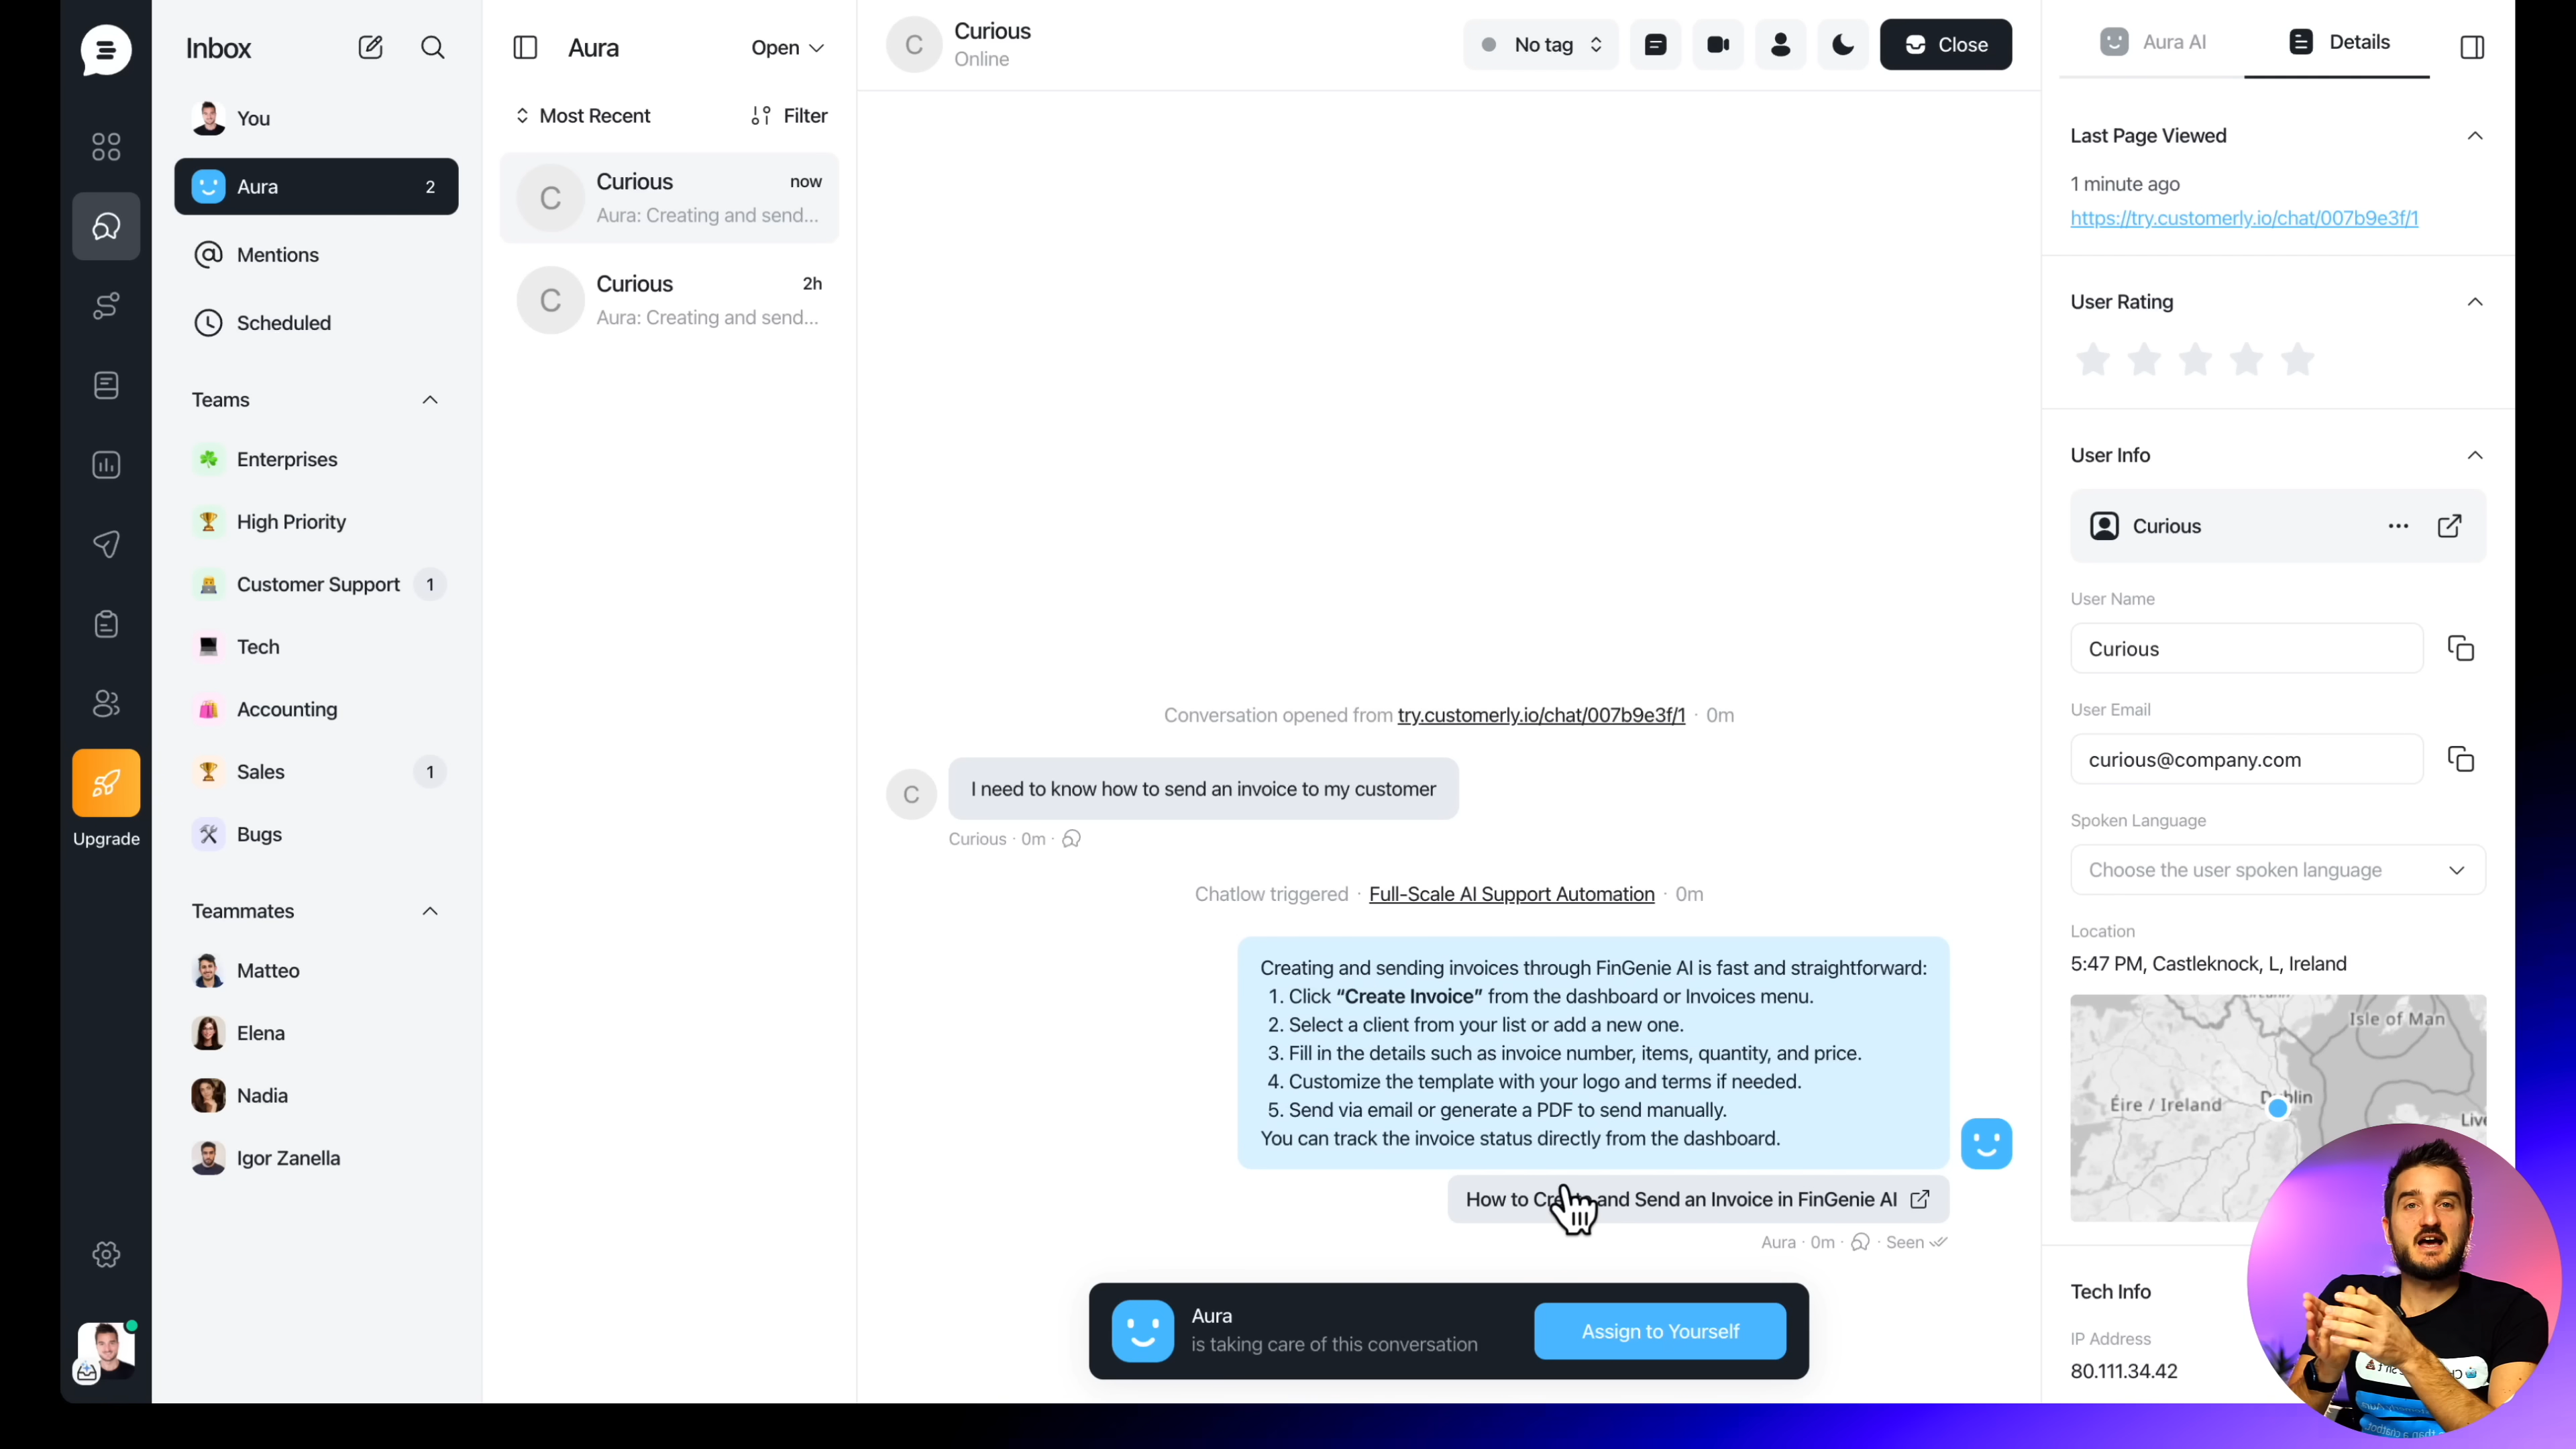 Inbox
You
Aura 2
Mentions
Scheduled
Teams
Enterprises
High Priority
Customer Support 1
Tech
Accounting
Sales 1
Bugs
Teammates
Matteo
Elena
Nadia
Igor Zanella
Upgrade
Aura
Open
Most Recent
Filter
C
Curious now
Aura: Creating and send...
C
Curious 2h
Aura: Creating and send...
C
Curious
Online
No tag
Close
Conversation opened from try.customerly.io/chat/007b9e3f/1 · 0m
C
I need to know how to send an invoice to my customer
Curious · 0m ·
Chatlow triggered · Full-Scale AI Support Automation · 0m
Creating and sending invoices through FinGenie AI is fast and straightforward:
1. Click “Create Invoice” from the dashboard or Invoices menu.
2. Select a client from your list or add a new one.
3. Fill in the details such as invoice number, items, quantity, and price.
4. Customize the template with your logo and terms if needed.
5. Send via email or generate a PDF to send manually.
You can track the invoice status directly from the dashboard.
How to Create and Send an Invoice in FinGenie AI
Aura · 0m · · Seen
Aura
is taking care of this conversation
Assign to Yourself
Aura AI
Details
Last Page Viewed
1 minute ago
https://try.customerly.io/chat/007b9e3f/1
User Rating
User Info
Curious
User Name
Curious
User Email
curious@company.com
Spoken Language
Choose the user spoken language
Location
5:47 PM, Castleknock, L, Ireland
Isle of Man
Éire / Ireland
Dublin
Tech Info
IP Address
80.111.34.42